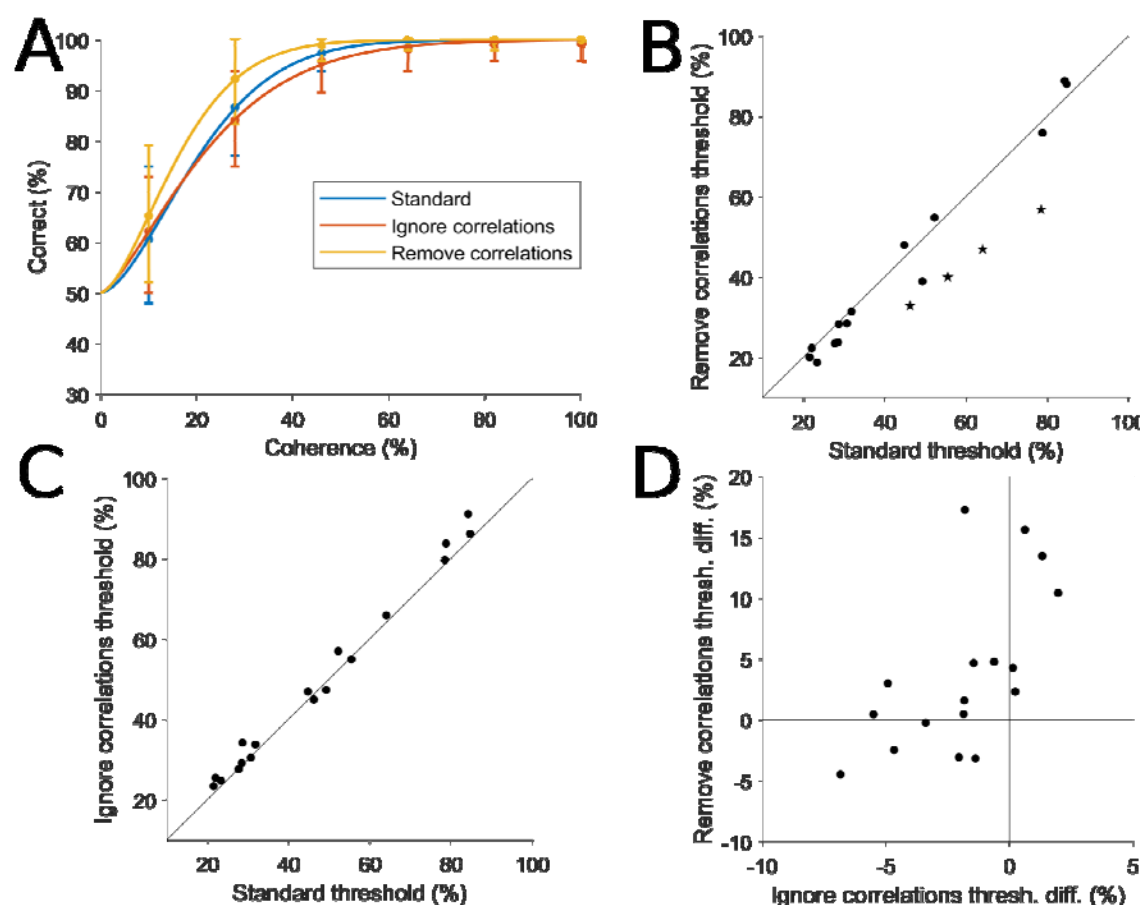 A
100
90
80
70
60
50
40
30
Correct (%)
0 20 40 60 80 100
Coherence (%)
Standard
Ignore correlations
Remove correlations
B
100
80
60
40
20
Remove correlations threshold (%)
20 40 60 80 100
Standard threshold (%)
C
100
80
60
40
20
Ignore correlations threshold (%)
20 40 60 80 100
Standard threshold (%)
D
20
15
10
5
0
-5
-10
Remove correlations thresh. diff. (%)
-10 -5 0 5
Ignore correlations thresh. diff. (%)